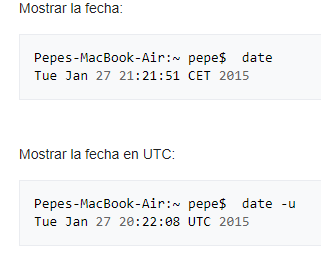 Mostrar la fecha:
Pepes-MacBook-Air:~ pepe$  date
Tue Jan 27 21:21:51 CET 2015
Mostrar la fecha en UTC:
Pepes-MacBook-Air:~ pepe$  date -u
Tue Jan 27 20:22:08 UTC 2015